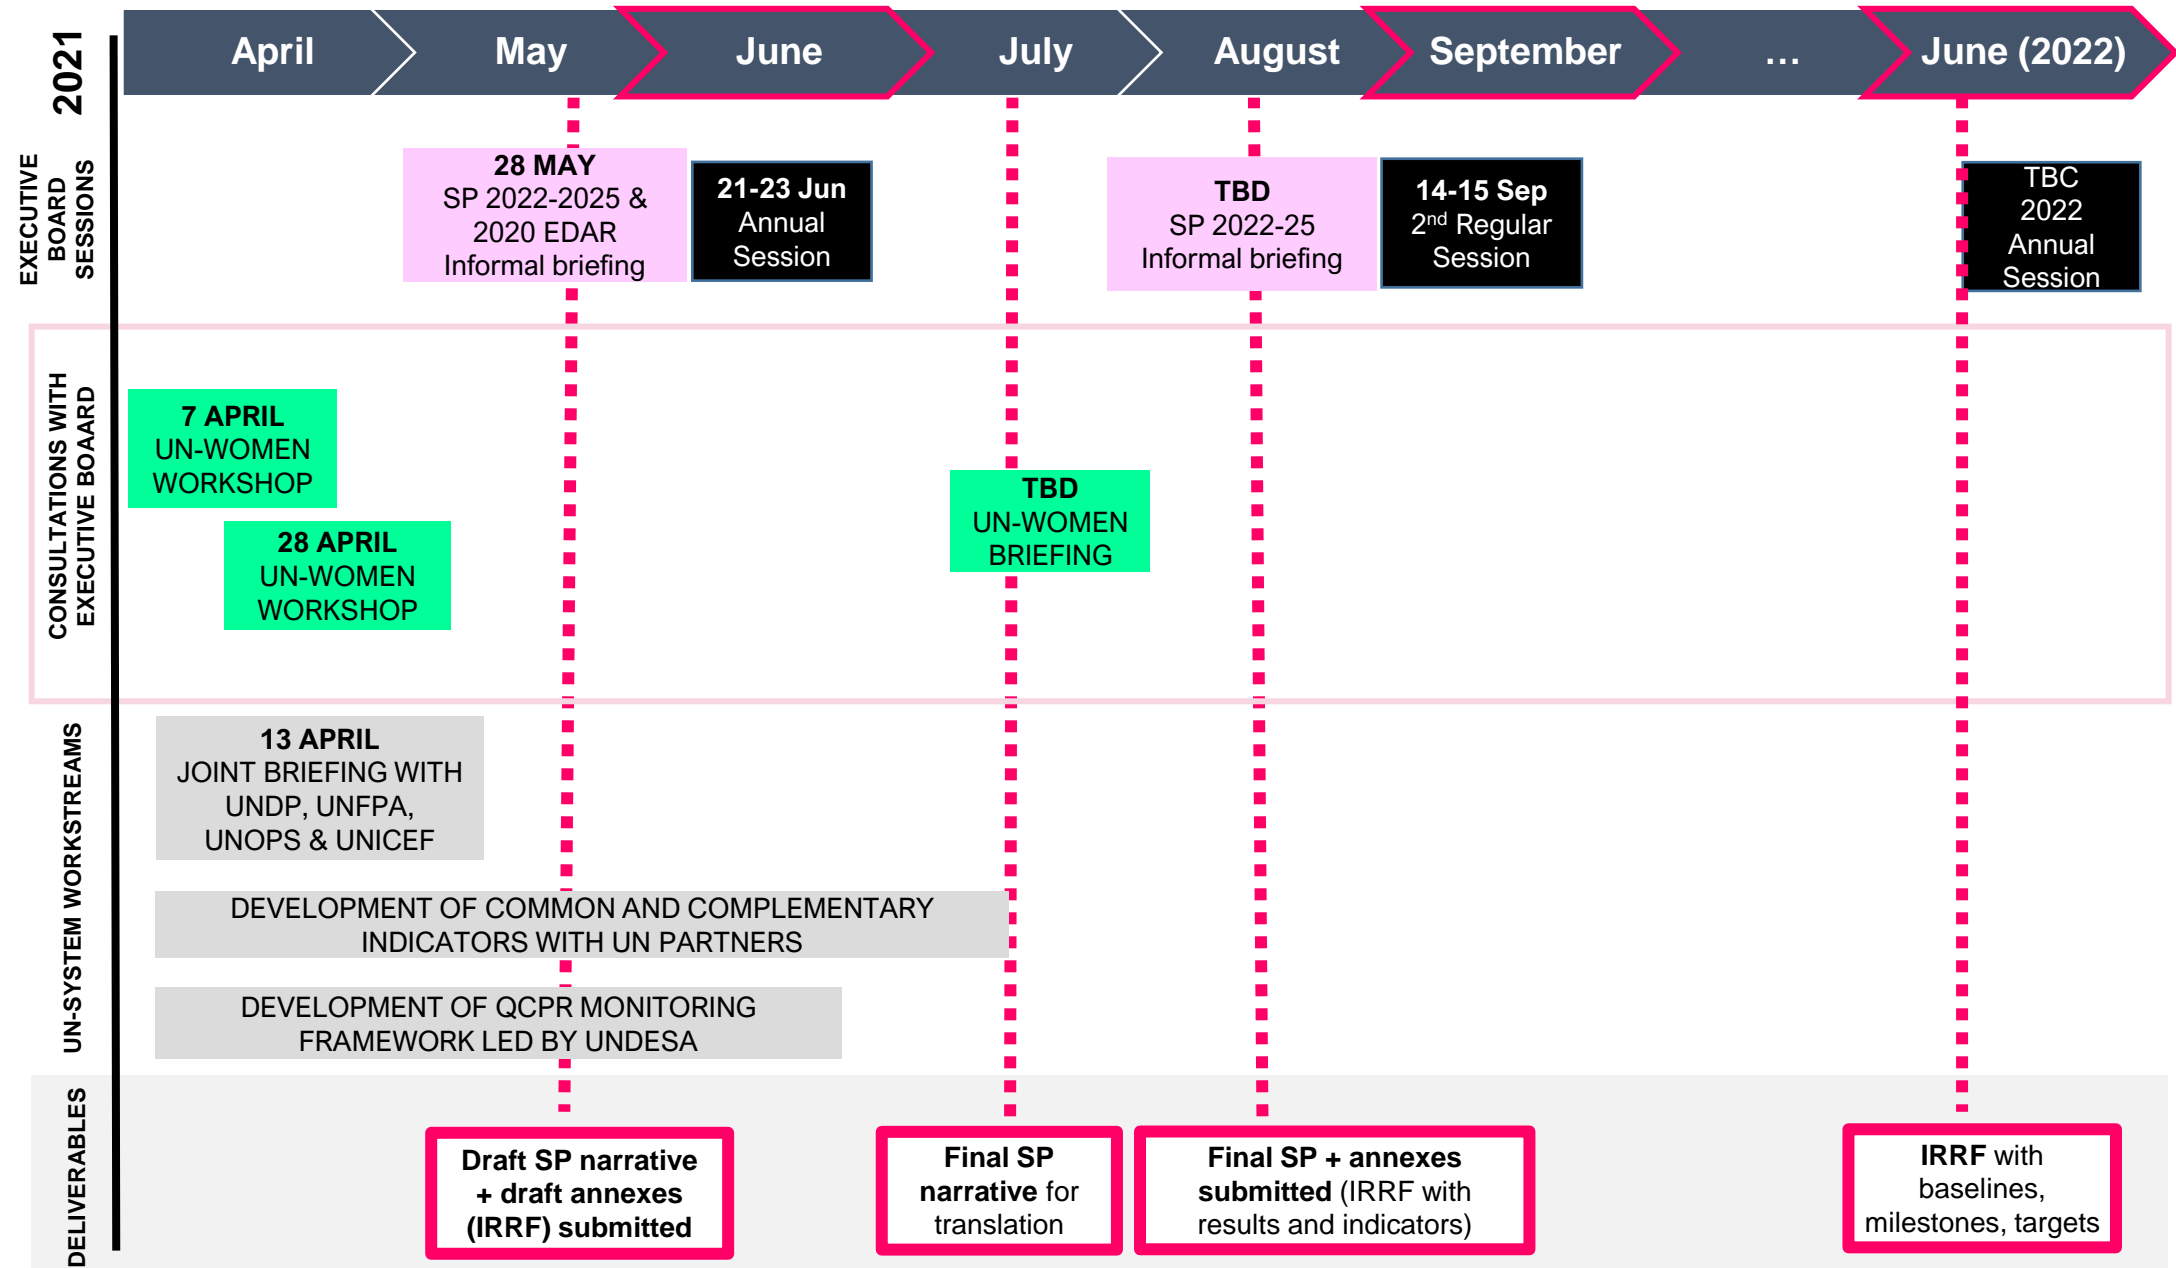 2021
April
May
June
July
August
September
…
June (2022)
EXECUTIVE
BOARD
SESSIONS
28 MAY
SP 2022-2025 &
2020 EDAR
Informal briefing
21-23 Jun
Annual
Session
TBD
SP 2022-25
Informal briefing
14-15 Sep
2nd Regular
Session
TBC
2022
Annual
Session
CONSULTATIONS WITH
EXECUTIVE BOAARD
7 APRIL
UN-WOMEN
WORKSHOP
28 APRIL
UN-WOMEN
WORKSHOP
TBD
UN-WOMEN
BRIEFING
UN-SYSTEM WORKSTREAMS
13 APRIL
JOINT BRIEFING WITH
UNDP, UNFPA,
UNOPS & UNICEF
DEVELOPMENT OF COMMON AND COMPLEMENTARY
INDICATORS WITH UN PARTNERS
DEVELOPMENT OF QCPR MONITORING
FRAMEWORK LED BY UNDESA
DELIVERABLES
Draft SP narrative
+ draft annexes
(IRRF) submitted
Final SP
narrative for
translation
Final SP + annexes
submitted (IRRF with
results and indicators)
IRRF with
baselines,
milestones, targets